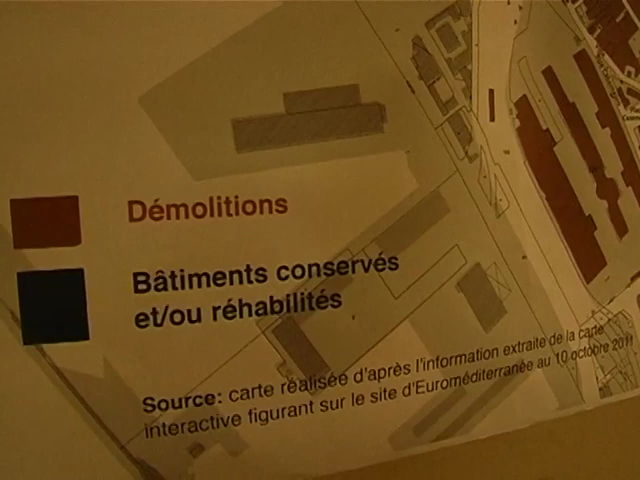 Démolitions
Bâtiments conservés
et/ou réhabilités
Source: carte réalisée d'après l'information extraite de la carte
interactive figurant sur le site d'Euroméditerranée au 10 octobre 2011